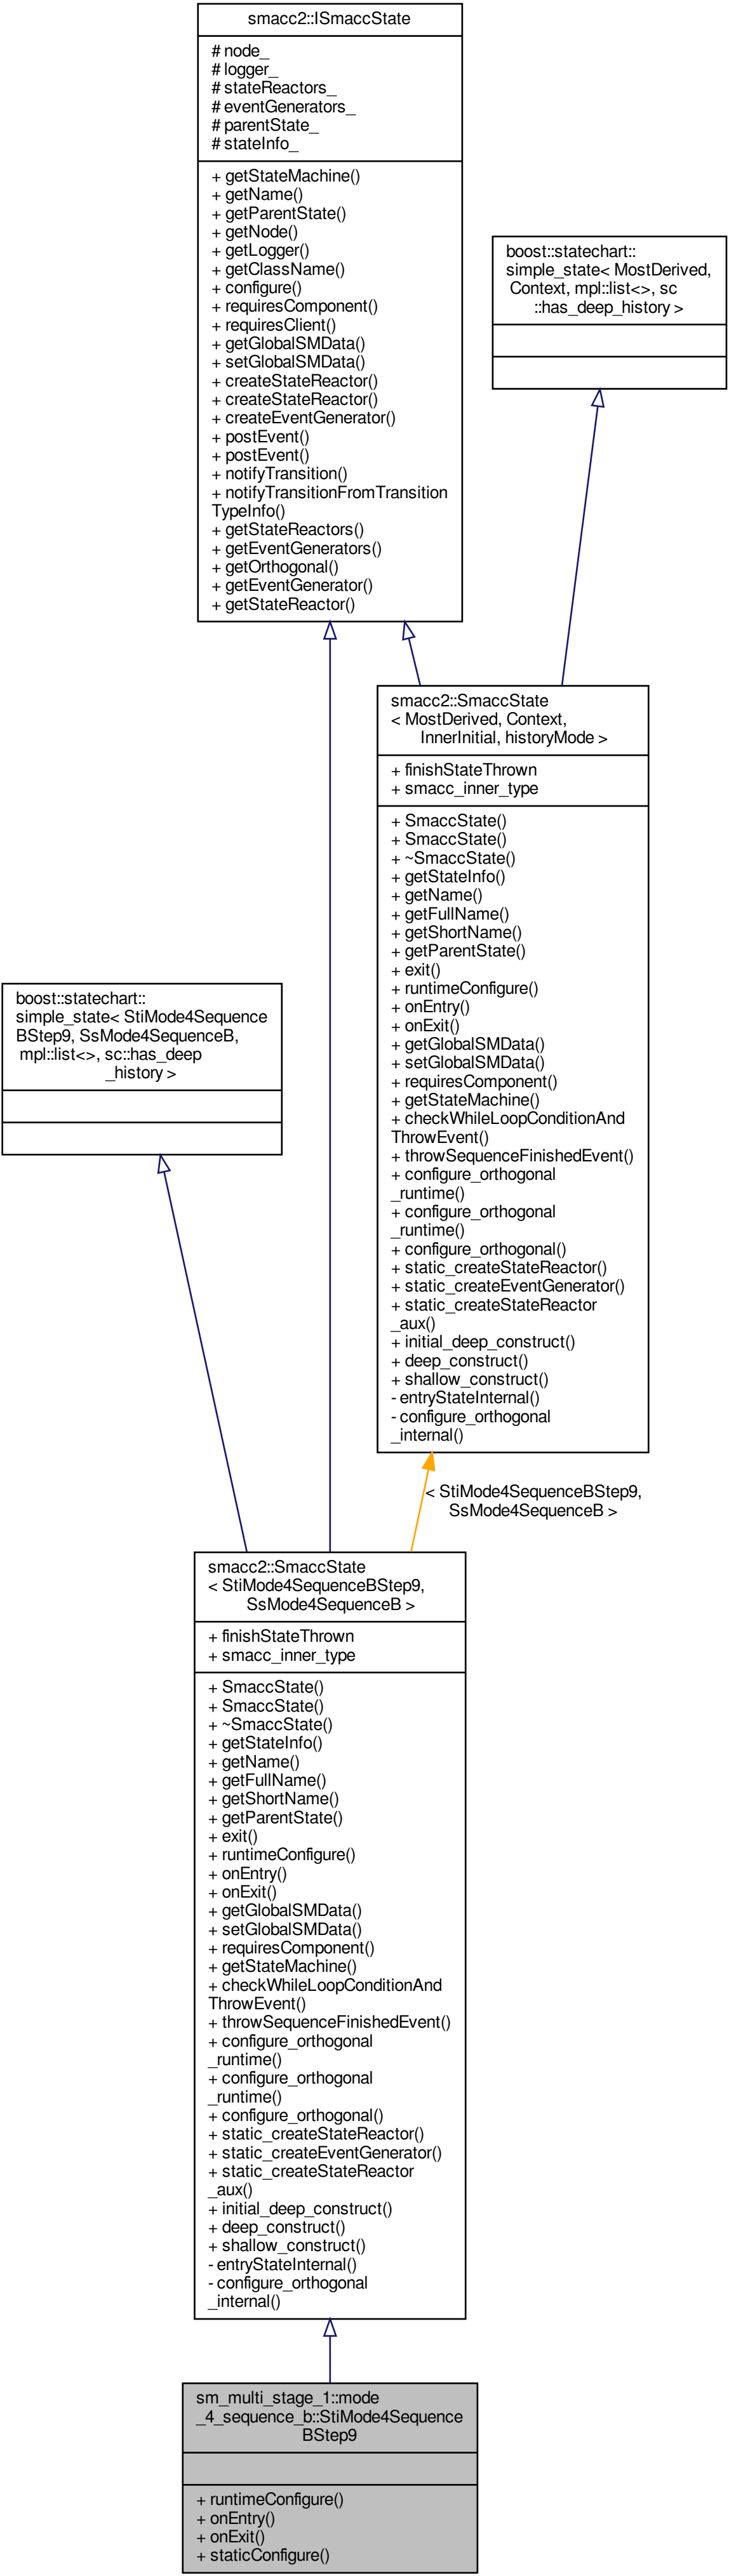 smacc2::ISmaccState
# node_
# logger_
# stateReactors_
# eventGenerators_
# parentState_
# stateInfo_
+ getStateMachine()
+ getName()
+ getParentState()
+ getNode()
+ getLogger()
+ getClassName()
+ configure()
+ requiresComponent()
+ requiresClient()
+ getGlobalSMData()
+ setGlobalSMData()
+ createStateReactor()
+ createStateReactor()
+ createEventGenerator()
+ postEvent()
+ postEvent()
+ notifyTransition()
+ notifyTransitionFromTransition
TypeInfo()
+ getStateReactors()
+ getEventGenerators()
+ getOrthogonal()
+ getEventGenerator()
+ getStateReactor()
boost::statechart::
simple_state< MostDerived,
Context, mpl::list<>, sc
::has_deep_history >
smacc2::SmaccState
< MostDerived, Context,
InnerInitial, historyMode >
+ finishStateThrown
+ smacc_inner_type
+ SmaccState()
+ SmaccState()
+ ~SmaccState()
+ getStateInfo()
+ getName()
+ getFullName()
+ getShortName()
+ getParentState()
+ exit()
+ runtimeConfigure()
+ onEntry()
+ onExit()
+ getGlobalSMData()
+ setGlobalSMData()
+ requiresComponent()
+ getStateMachine()
+ checkWhileLoopConditionAnd
ThrowEvent()
+ throwSequenceFinishedEvent()
+ configure_orthogonal
_runtime()
+ configure_orthogonal
_runtime()
+ configure_orthogonal()
+ static_createStateReactor()
+ static_createEventGenerator()
+ static_createStateReactor
_aux()
+ initial_deep_construct()
+ deep_construct()
+ shallow_construct()
- entryStateInternal()
- configure_orthogonal
_internal()
boost::statechart::
simple_state< StiMode4Sequence
BStep9, SsMode4SequenceB,
mpl::list<>, sc::has_deep
_history >
< StiMode4SequenceBStep9,
SsMode4SequenceB >
smacc2::SmaccState
< StiMode4SequenceBStep9,
SsMode4SequenceB >
+ finishStateThrown
+ smacc_inner_type
+ SmaccState()
+ SmaccState()
+ ~SmaccState()
+ getStateInfo()
+ getName()
+ getFullName()
+ getShortName()
+ getParentState()
+ exit()
+ runtimeConfigure()
+ onEntry()
+ onExit()
+ getGlobalSMData()
+ setGlobalSMData()
+ requiresComponent()
+ getStateMachine()
+ checkWhileLoopConditionAnd
ThrowEvent()
+ throwSequenceFinishedEvent()
+ configure_orthogonal
_runtime()
+ configure_orthogonal
_runtime()
+ configure_orthogonal()
+ static_createStateReactor()
+ static_createEventGenerator()
+ static_createStateReactor
_aux()
+ initial_deep_construct()
+ deep_construct()
+ shallow_construct()
- entryStateInternal()
- configure_orthogonal
_internal()
sm_multi_stage_1::mode
_4_sequence_b::StiMode4Sequence
BStep9
+ runtimeConfigure()
+ onEntry()
+ onExit()
+ staticConfigure()